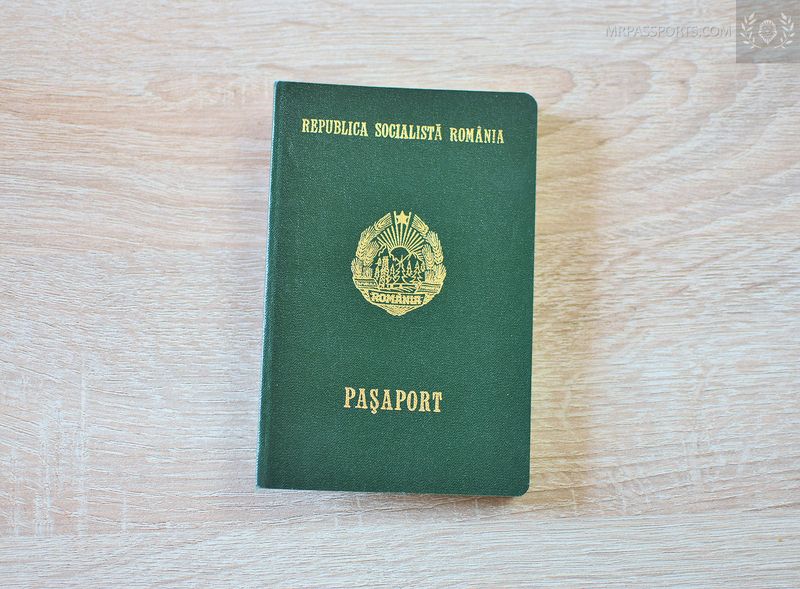 MRPASSPORTS.COM
REPUBLICA SOCIALISTĂ ROMÂNIA
ROMÂNIA
PAŞAPORT